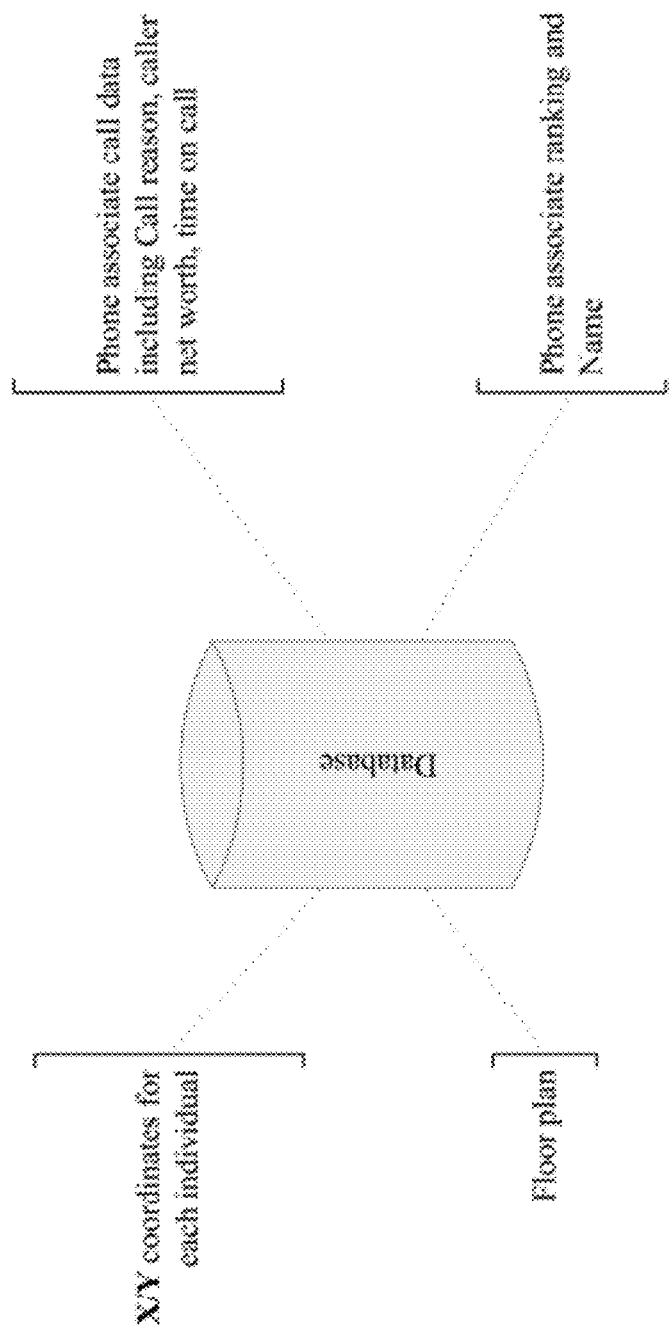 Phone associate call data
including Call reason, caller
net worth, time on call
Phone associate ranking and
Name
Database
X/Y coordinates for
each individual
Floor plan